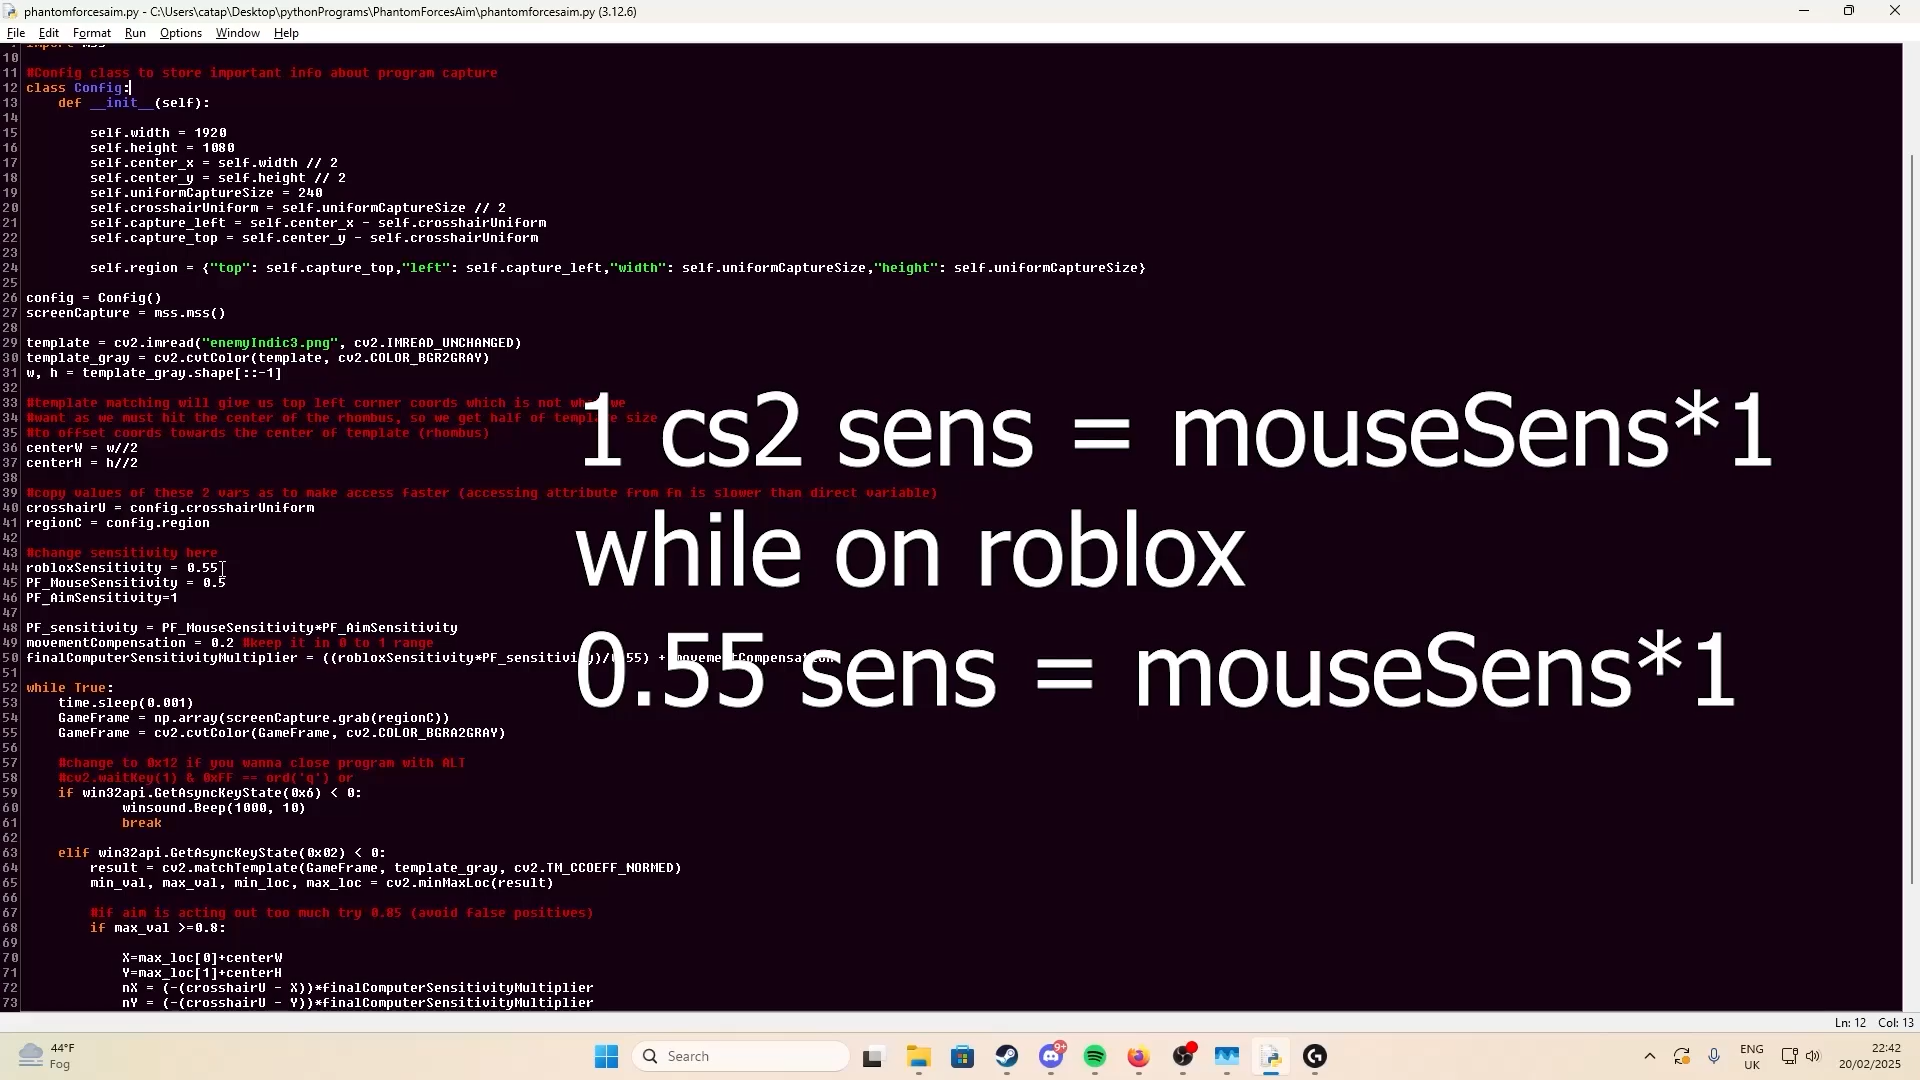 phantomforcesaim.py - C:\Users\catap\Desktop\pythonPrograms\PhantomForcesAim\phantomforcesaim.py (3.12.6)
File Edit Format Run Options Window Help
10
11 #Config class to store important info about program capture
12 class Config:
13 def __init__(self):
14
15 self.width = 1920
16 self.height = 1080
17 self.center_x = self.width // 2
18 self.center_y = self.height // 2
19 self.uniformCaptureSize = 240
20 self.crosshairUniform = self.uniformCaptureSize // 2
21 self.capture_left = self.center_x - self.crosshairUniform
22 self.capture_top = self.center_y - self.crosshairUniform
23
24 self.region = {"top": self.capture_top,"left": self.capture_left,"width": self.uniformCaptureSize,"height": self.uniformCaptureSize}
25
26 config = Config()
27 screenCapture = mss.mss()
28
29 template = cv2.imread("enemyIndic3.png", cv2.IMREAD_UNCHANGED)
30 template_gray = cv2.cvtColor(template, cv2.COLOR_BGR2GRAY)
31 w, h = template_gray.shape[::-1]
32
33 #template matching will give us top left corner coords which is not we
34 #want as we must hit the center of the rhombus, so we get half of size
35 #to offset coords towards the center of template (rhombus)
36 centerW = w//2
37 centerH = h//2
38
39 #copy values of these 2 vars as to make access faster (accessing attribute from fn is slower than direct variable)
40 crosshairU = config.crosshairUniform
41 regionC = config.region
42
43 #change sensitivity here
44 robloxSensitivity = 0.55
45 PF_MouseSensitivity = 0.5
46 PF_AimSensitivity=1
47
48 PF_sensitivity = PF_MouseSensitivity*PF_AimSensitivity
49 movementCompensation = 0.2 #keep it in 0 to 1 range
50 finalComputerSensitivityMultiplier = +
51
52 while True:
53 time.sleep(0.001)
54 GameFrame = np.array(screenCapture.grab(regionC))
55 GameFrame = cv2.cvtColor(GameFrame, cv2.COLOR_BGRA2GRAY)
56
57 #change to 0x12 if you wanna close program with ALT
58 #cv2.waitKey(1) & 0xFF == ord('q') or
59 if win32api.GetAsyncKeyState(0x6) < 0:
60 winsound.Beep(1000, 10)
61 break
62
63 elif win32api.GetAsyncKeyState(0x02) < 0:
64 result = cv2.matchTemplate(GameFrame, template_gray, cv2.TM_CCOEFF_NORMED)
65 min_val, max_val, min_loc, max_loc = cv2.minMaxLoc(result)
66
67 #if aim is acting out too much try 0.85 (avoid false positives)
68 if max_val >=0.8:
69
70 X=max_loc[0]+centerW
71 Y=max_loc[1]+centerH
72 nX = (-(crosshairU - X))*finalComputerSensitivityMultiplier
73 nY = (-(crosshairU - Y))*finalComputerSensitivityMultiplier
1 cs2 sens = mouseSens*1
while on roblox
0.55 sens = mouseSens*1
Ln: 12 Col: 13
44°F
Fog
Search
9+
ENG
UK
22:42
20/02/2025